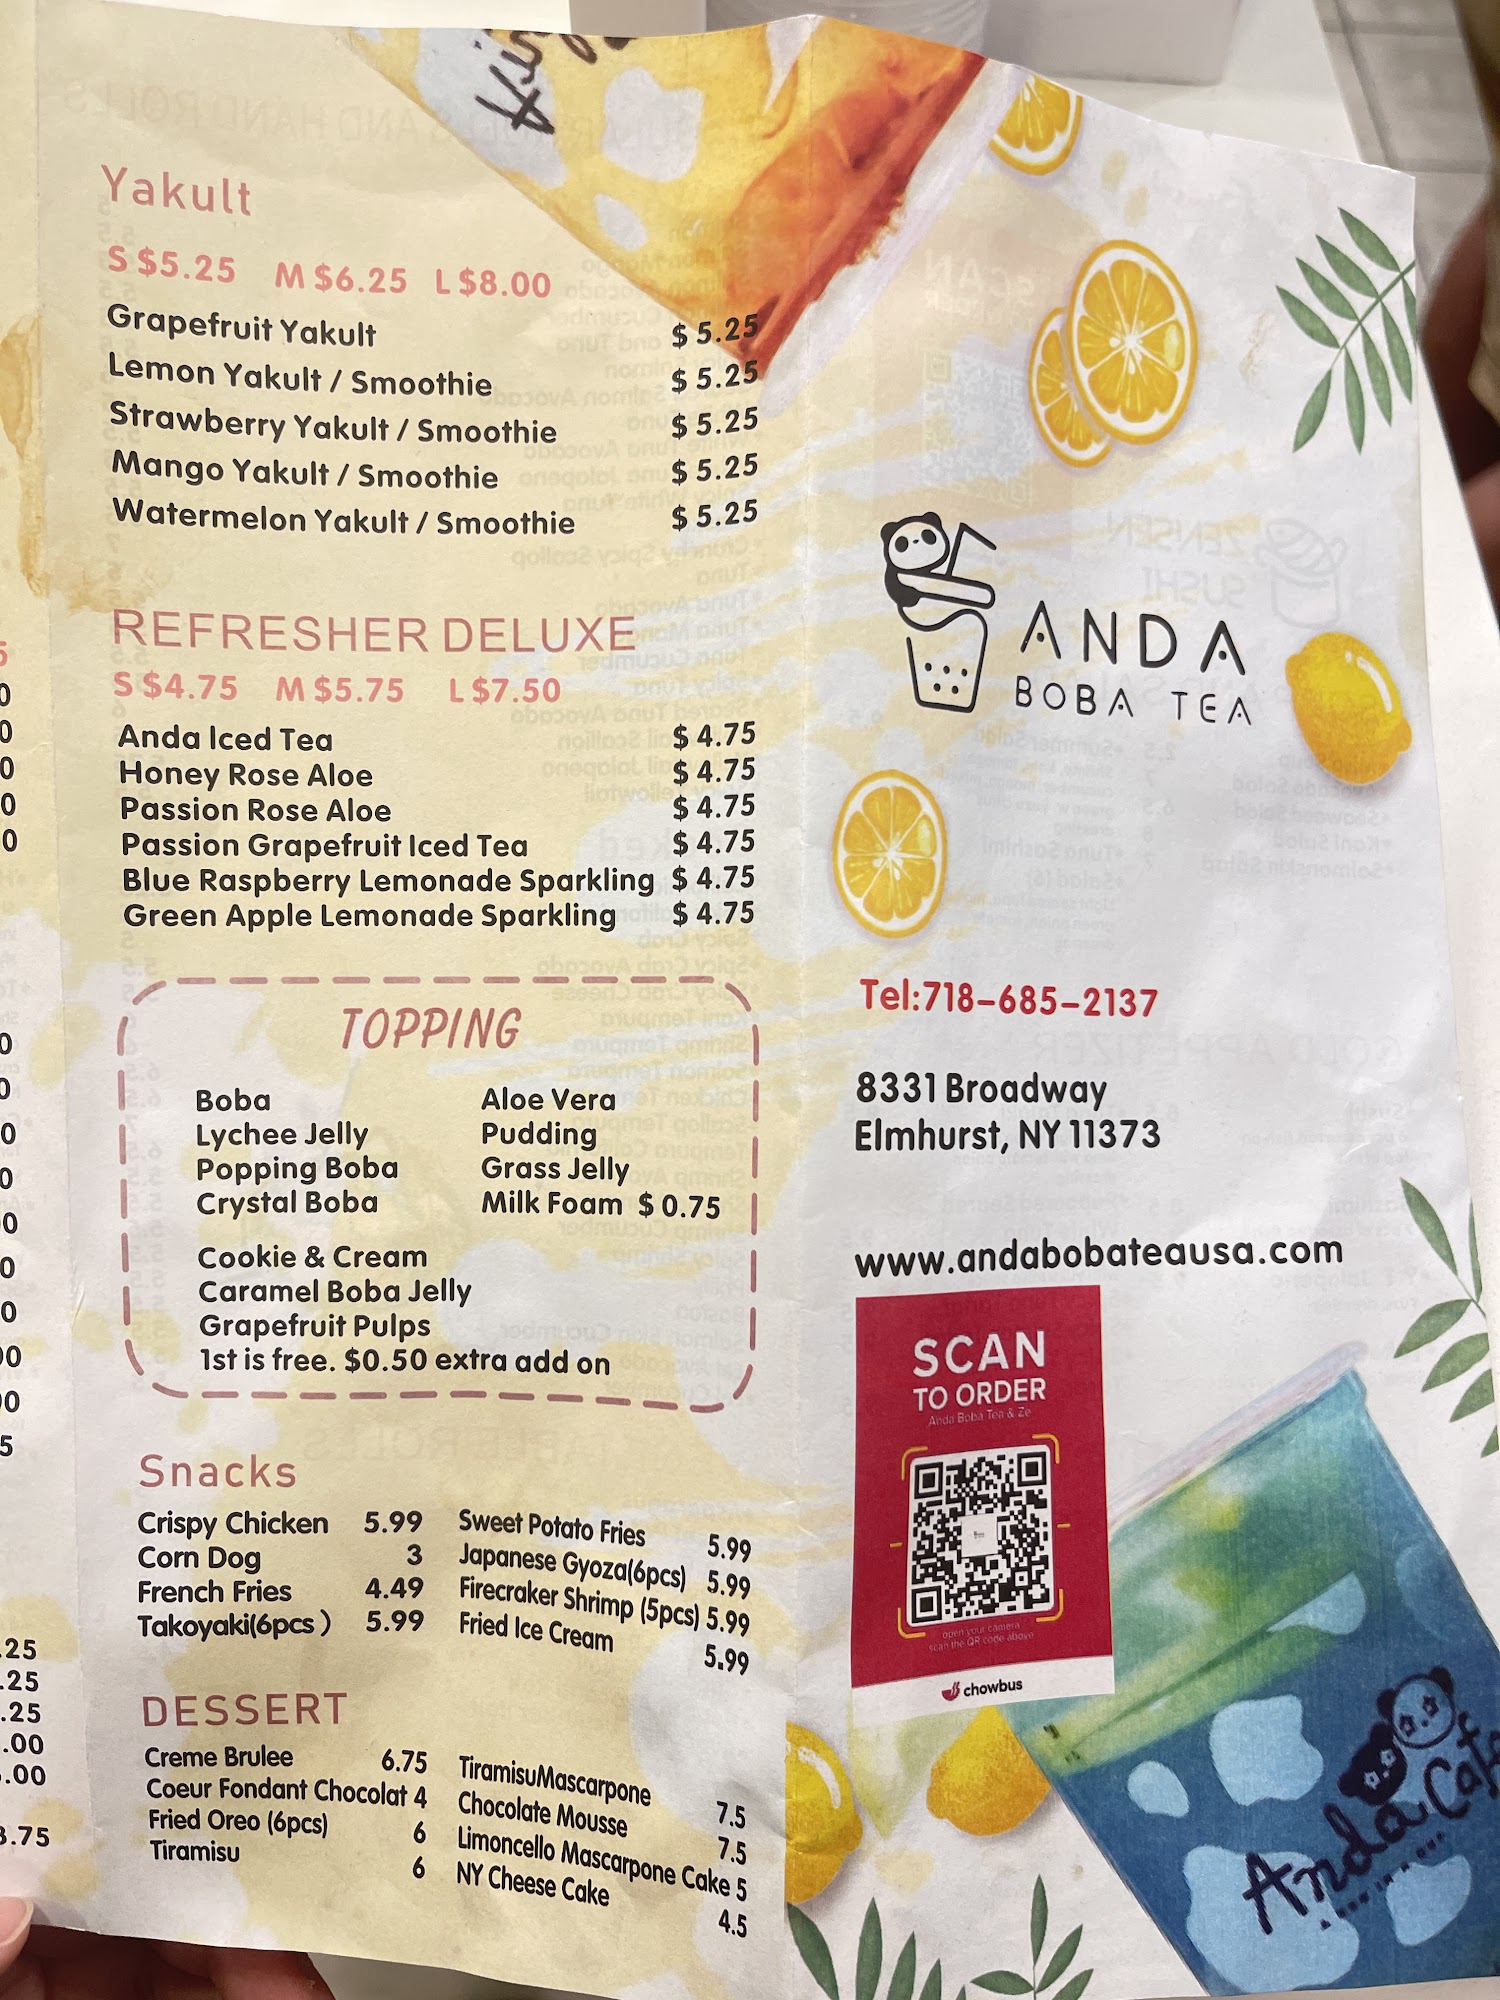 Yakult
S $5.25 M $6.25 L $8.00
Grapefruit Yakult $ 5.25
Lemon Yakult / Smoothie $ 5.25
Strawberry Yakult / Smoothie $ 5.25
Mango Yakult / Smoothie $ 5.25
Watermelon Yakult / Smoothie $ 5.25
REFRESHER DELUXE
S $4.75 M $5.75 L $7.50
Anda Iced Tea $ 4.75
Honey Rose Aloe $ 4.75
Passion Rose Aloe $ 4.75
Passion Grapefruit Iced Tea $ 4.75
Blue Raspberry Lemonade Sparkling $ 4.75
Green Apple Lemonade Sparkling $ 4.75
TOPPING
Boba Aloe Vera
Lychee Jelly Pudding
Popping Boba Grass Jelly
Crystal Boba Milk Foam $ 0.75
Cookie & Cream
Caramel Boba Jelly
Grapefruit Pulps
1st is free. $0.50 extra add on
Snacks
Crispy Chicken 5.99
Corn Dog 3
French Fries 4.49
Takoyaki(6pcs ) 5.99
Sweet Potato Fries 5.99
Japanese Gyoza(6pcs) 5.99
Firecraker Shrimp (5pcs) 5.99
Fried Ice Cream 5.99
DESSERT
Creme Brulee 6.75
Coeur Fondant Chocolat 4
Fried Oreo (6pcs) 6
Tiramisu 6
TiramisuMascarpone 7.5
Chocolate Mousse 7.5
Limoncello Mascarpone Cake 5
NY Cheese Cake 4.5
ANDA
BOBA TEA
Tel:718-685-2137
8331 Broadway
Elmhurst, NY 11373
www.andabobateausa.com
SCAN
TO ORDER
Anda Boba Tea & Ze
open your camera
scan the QR code above
chowbus
Anda Cafe